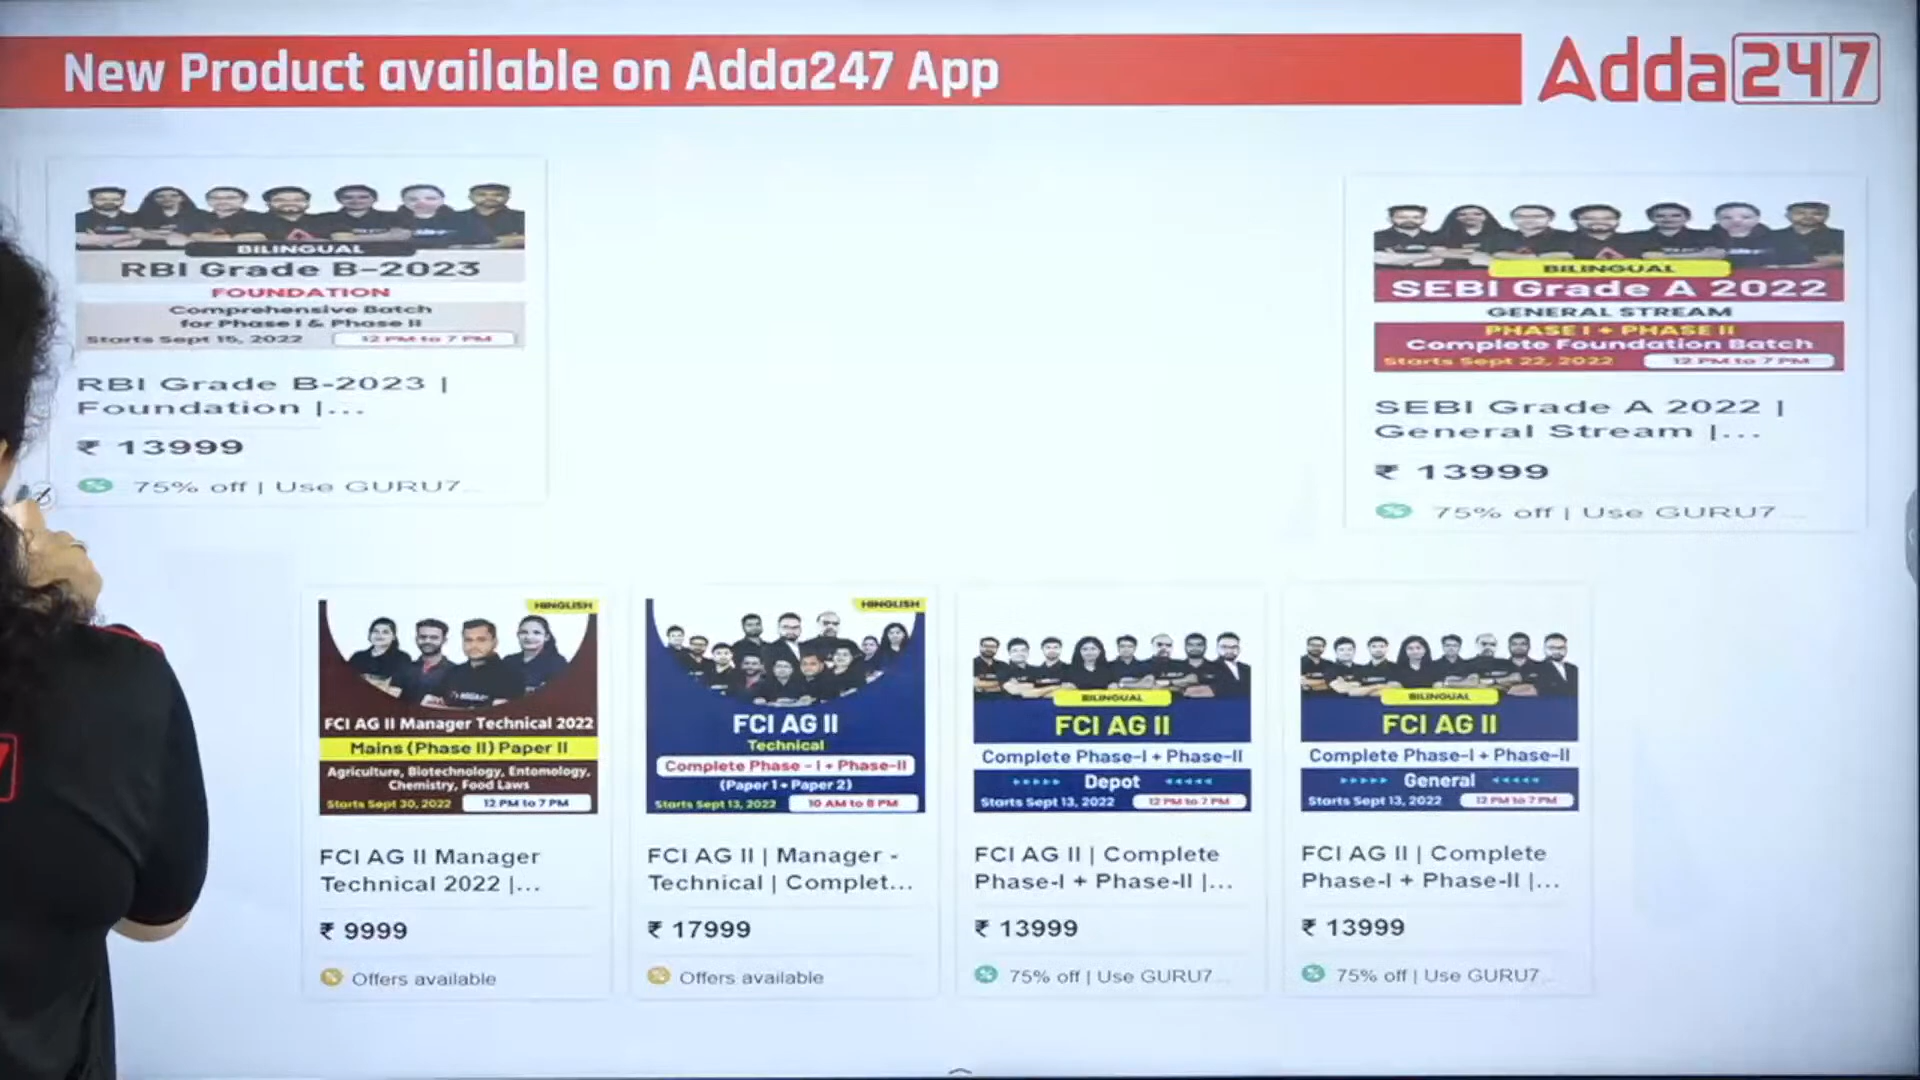 New Product available on Adda247 App
Adda247
BILINGUAL
RBI Grade B-2023
FOUNDATION
Comprehensive Batch
for Phase I & Phase II
Starts Sept 15, 2022
12 PM to 7 PM
RBI Grade B-2023 |
Foundation |...
₹ 13999
75% off | Use GURU7...
BILINGUAL
SEBI Grade A 2022
GENERAL STREAM
PHASE I + PHASE II
Complete Foundation Batch
Starts Sept 22, 2022
12 PM to 7 PM
SEBI Grade A 2022 |
General Stream |...
₹ 13999
75% off | Use GURU7...
HINGLISH
FCI AG II Manager Technical 2022
Mains (Phase II) Paper II
Agriculture, Biotechnology, Entomology,
Chemistry, Food Laws
Starts Sept 30, 2022
12 PM to 7 PM
FCI AG II Manager
Technical 2022 |...
₹ 9999
Offers available
HINGLISH
FCI AG II
Technical
Complete Phase - I + Phase-II
(Paper 1 + Paper 2)
Starts Sept 13, 2022
10 AM to 8 PM
FCI AG II | Manager -
Technical | Complet...
₹ 17999
Offers available
BILINGUAL
FCI AG II
Complete Phase-I + Phase-II
Depot
Starts Sept 13, 2022
12 PM to 7 PM
FCI AG II | Complete
Phase-I + Phase-II |...
₹ 13999
75% off | Use GURU7...
BILINGUAL
FCI AG II
Complete Phase-I + Phase-II
General
Starts Sept 13, 2022
12 PM to 7 PM
FCI AG II | Complete
Phase-I + Phase-II |...
₹ 13999
75% off | Use GURU7...
7